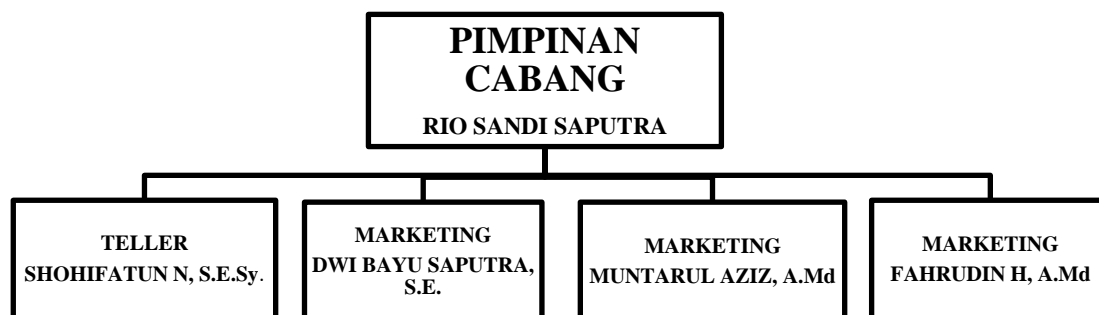 PIMPINAN
CABANG
RIO SANDI SAPUTRA
TELLER
SHOHIFATUN N, S.E.Sy.
MARKETING
DWI BAYU SAPUTRA,
S.E.
MARKETING
MUNTARUL AZIZ, A.Md
MARKETING
FAHRUDIN H, A.Md